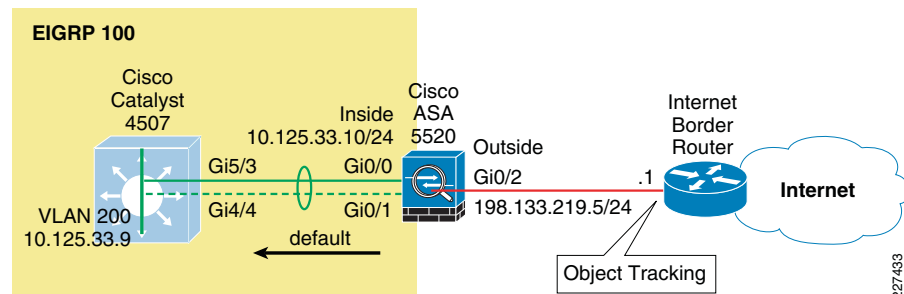 EIGRP 100
Cisco
Catalyst
4507
Inside
10.125.33.10/24
Cisco
ASA
5520
Outside
Internet
Border
Router
Gi5/3
Gi0/0
Gi0/2
.1
Internet
VLAN 200
10.125.33.9
Gi4/4
Gi0/1
198.133.219.5/24
default
Object Tracking
227433